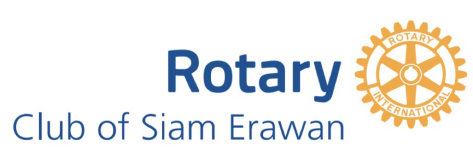 Rotary
Club of Siam Erawan
ROTARY
INTERNATIONAL